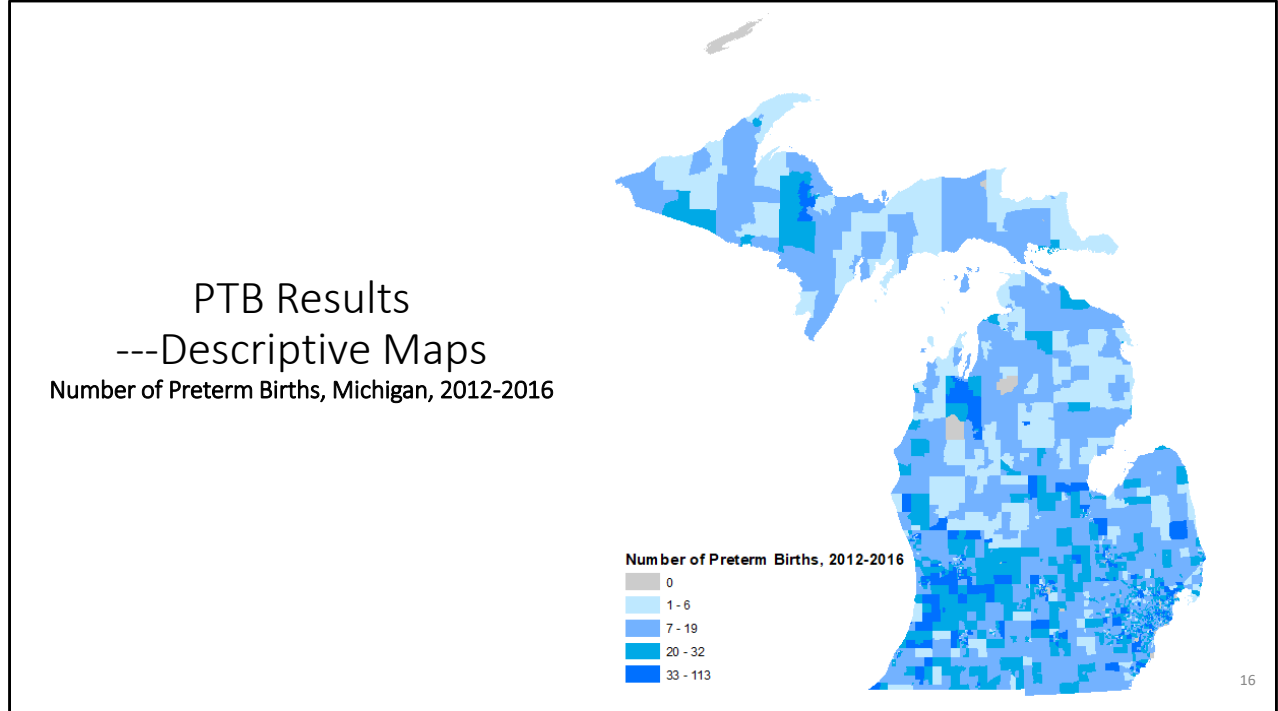 PTB Results
---Descriptive Maps
Number of Preterm Births, Michigan, 2012-2016
Number of Preterm Births, 2012-2016
0
1 - 6
7 - 19
20 - 32
33 - 113
16